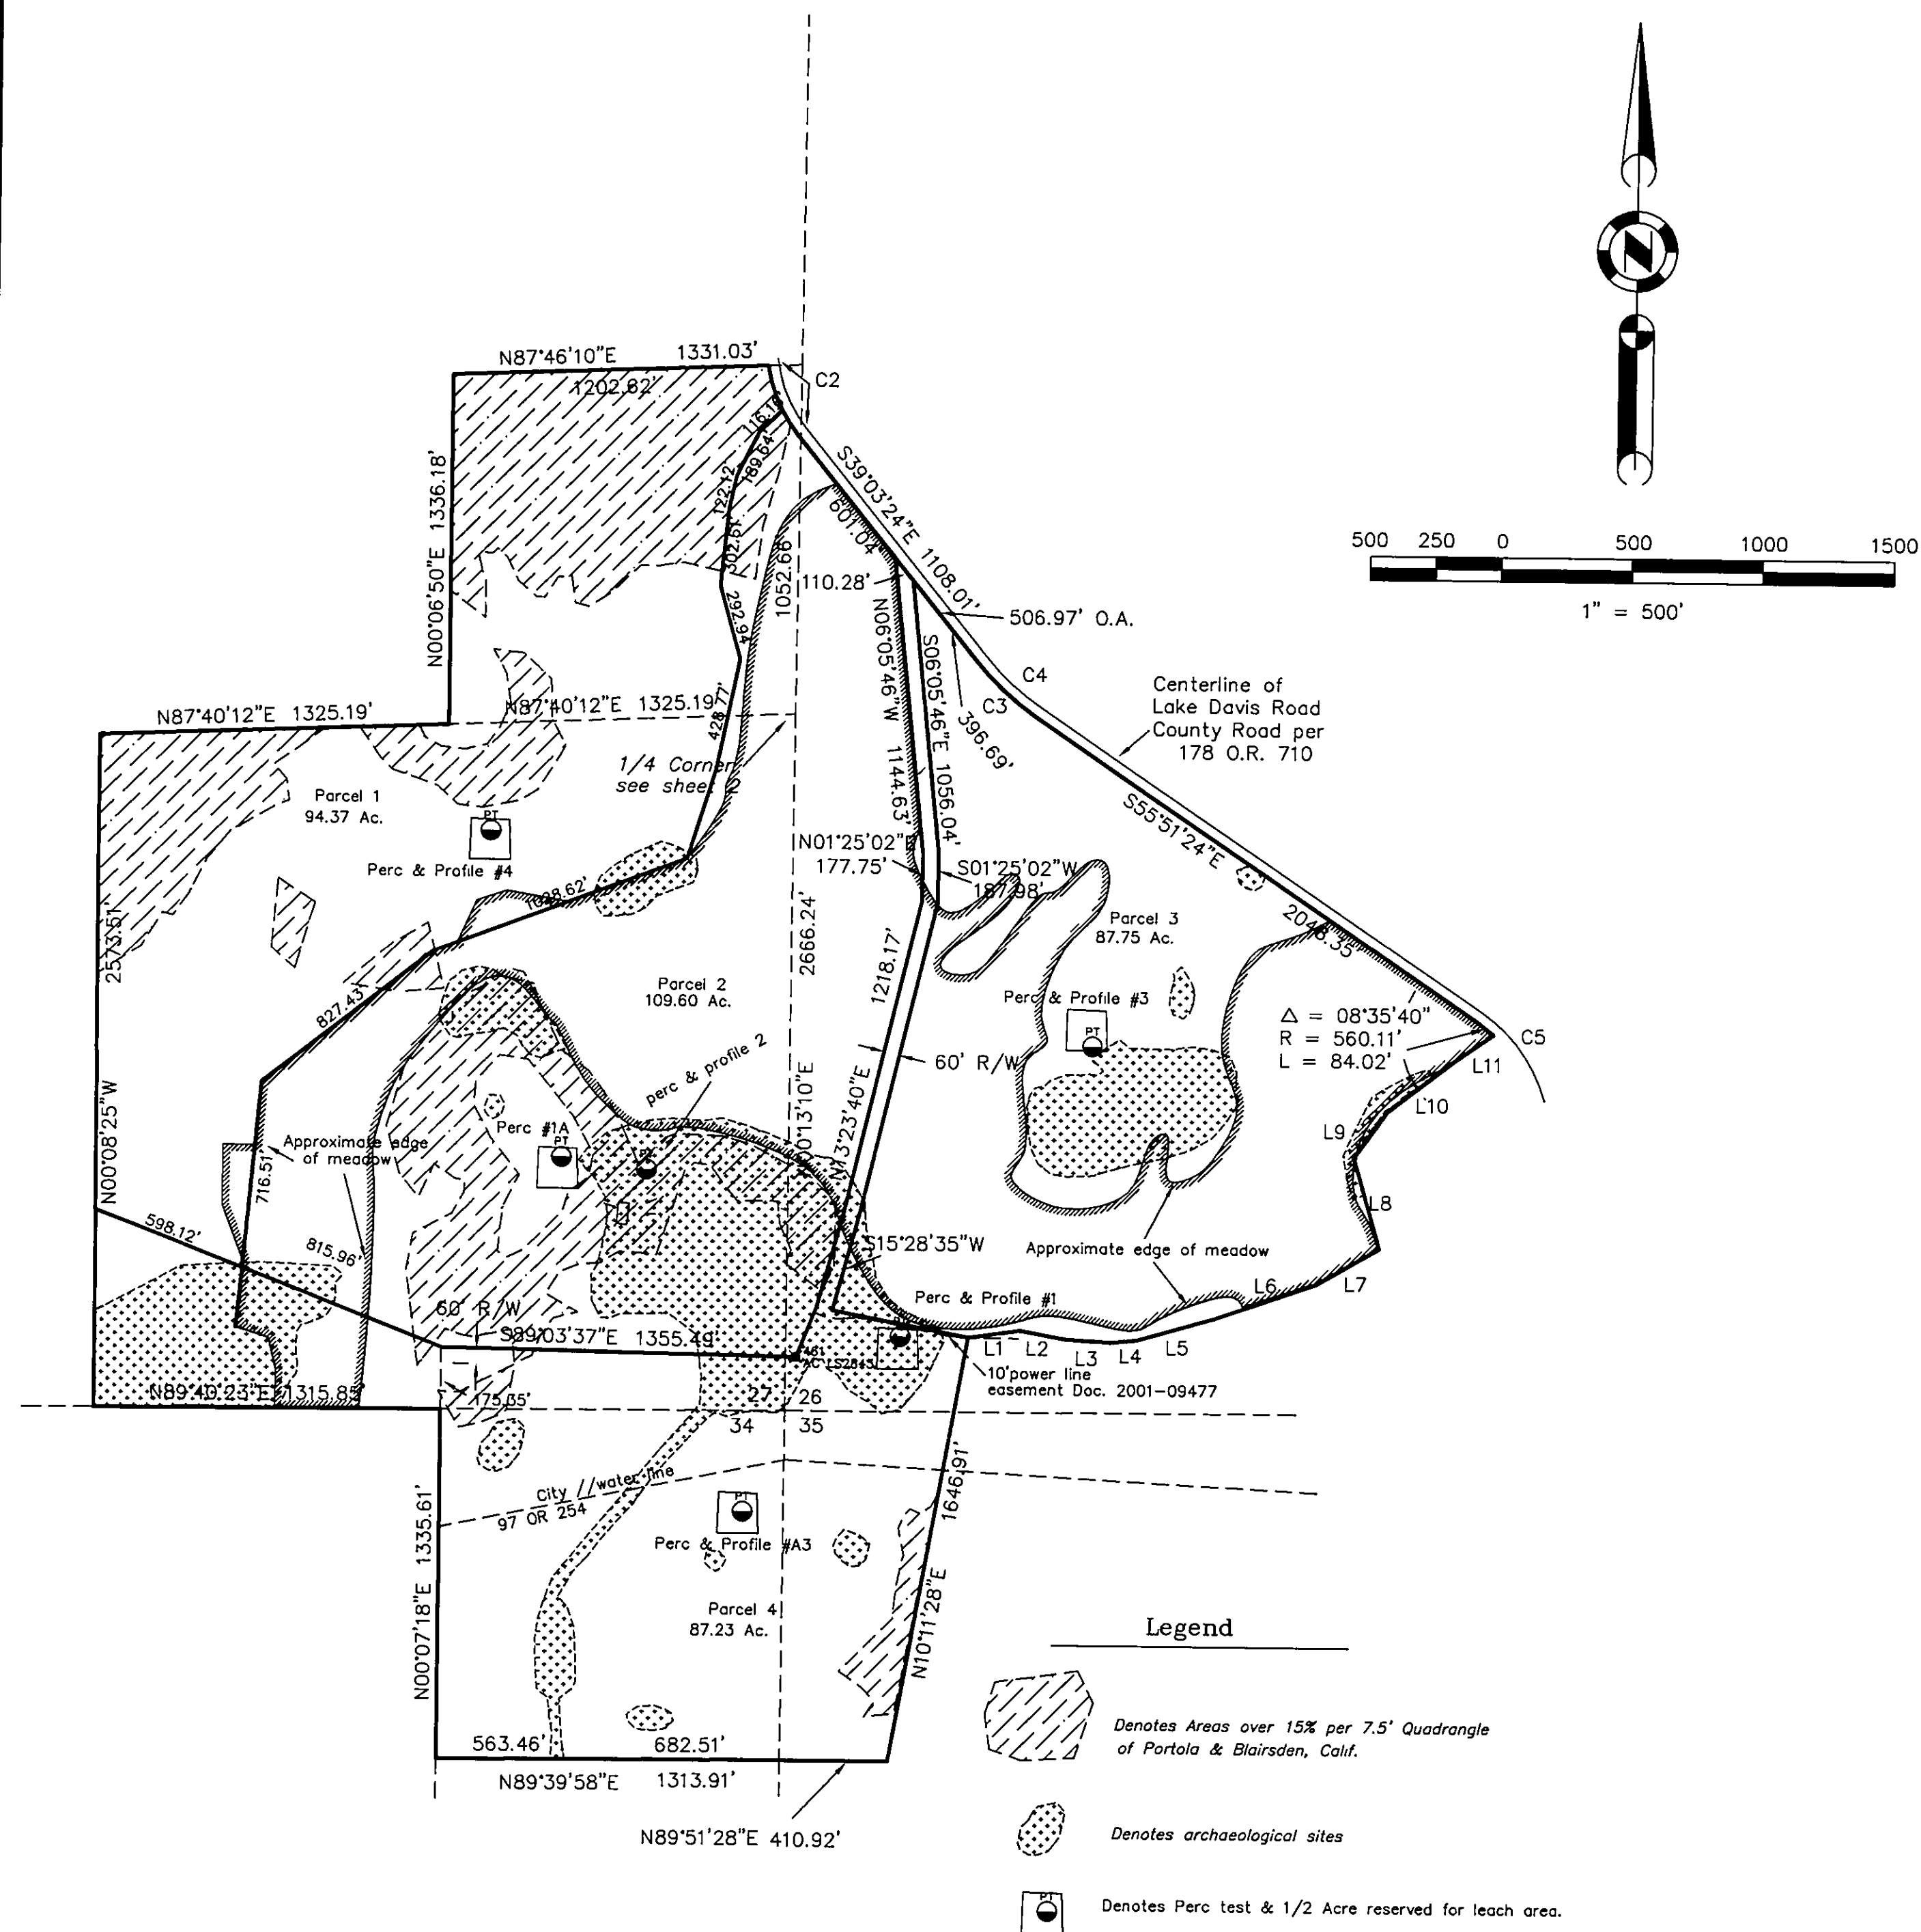 N87°46'10"E 1331.03'
1202.62'
C2
116.16'
189.64'
122.12'
302.61'
292.94'
428.77'
1052.66'
N00°06'50"E 1336.18'
S39°03'24"E 1108.01'
601.04'
110.28'
506.97' O.A.
396.69'
C3
C4
N06°05'46"W 1144.63'
S06°05'46"E 1056.04'
500 250 0 500 1000 1500
1" = 500'
N
Centerline of
Lake Davis Road
County Road per
178 O.R. 710
S55°51'24"E
2048.35'
N87°40'12"E 1325.19'
N87°40'12"E 1325.19'
1/4 Corner
see sheet 2
Parcel 1
94.37 Ac.
PT
Perc & Profile #4
1028.62'
N01°25'02"E
177.75'
S01°25'02"W
187.98'
Parcel 3
87.75 Ac.
2573.51'
N00°08'25"W
827.43'
Parcel 2
109.60 Ac.
2666.24'
1218.17'
N13°23'40"E
60' R/W
Perc & Profile #3
PT
Δ = 08°35'40"
R = 560.11'
L = 84.02'
C5
L11
L10
L9
L8
L7
L6
L5
L4
L3
L2
L1
perc & profile 2
Perc #1A
PT
Approximate edge
of meadow
716.51'
598.12'
815.96'
S15°28'35"W
Approximate edge of meadow
Perc & Profile #1
60' R/W
S89°03'37"E 1355.49'
10'power line
easement Doc. 2001-09477
N89°40'23"E 1315.85'
175.65'
27 26
34 35
City //water line
97 OR 254
PT
Perc & Profile #A3
Parcel 4
87.23 Ac.
N00°07'18"E 1335.61'
1646.91'
N10°11'28"E
563.46' 682.51'
N89°39'58"E 1313.91'
N89°51'28"E 410.92'
Legend
Denotes Areas over 15% per 7.5' Quadrangle
of Portola & Blairsden, Calif.
Denotes archaeological sites
PT
Denotes Perc test & 1/2 Acre reserved for leach area.